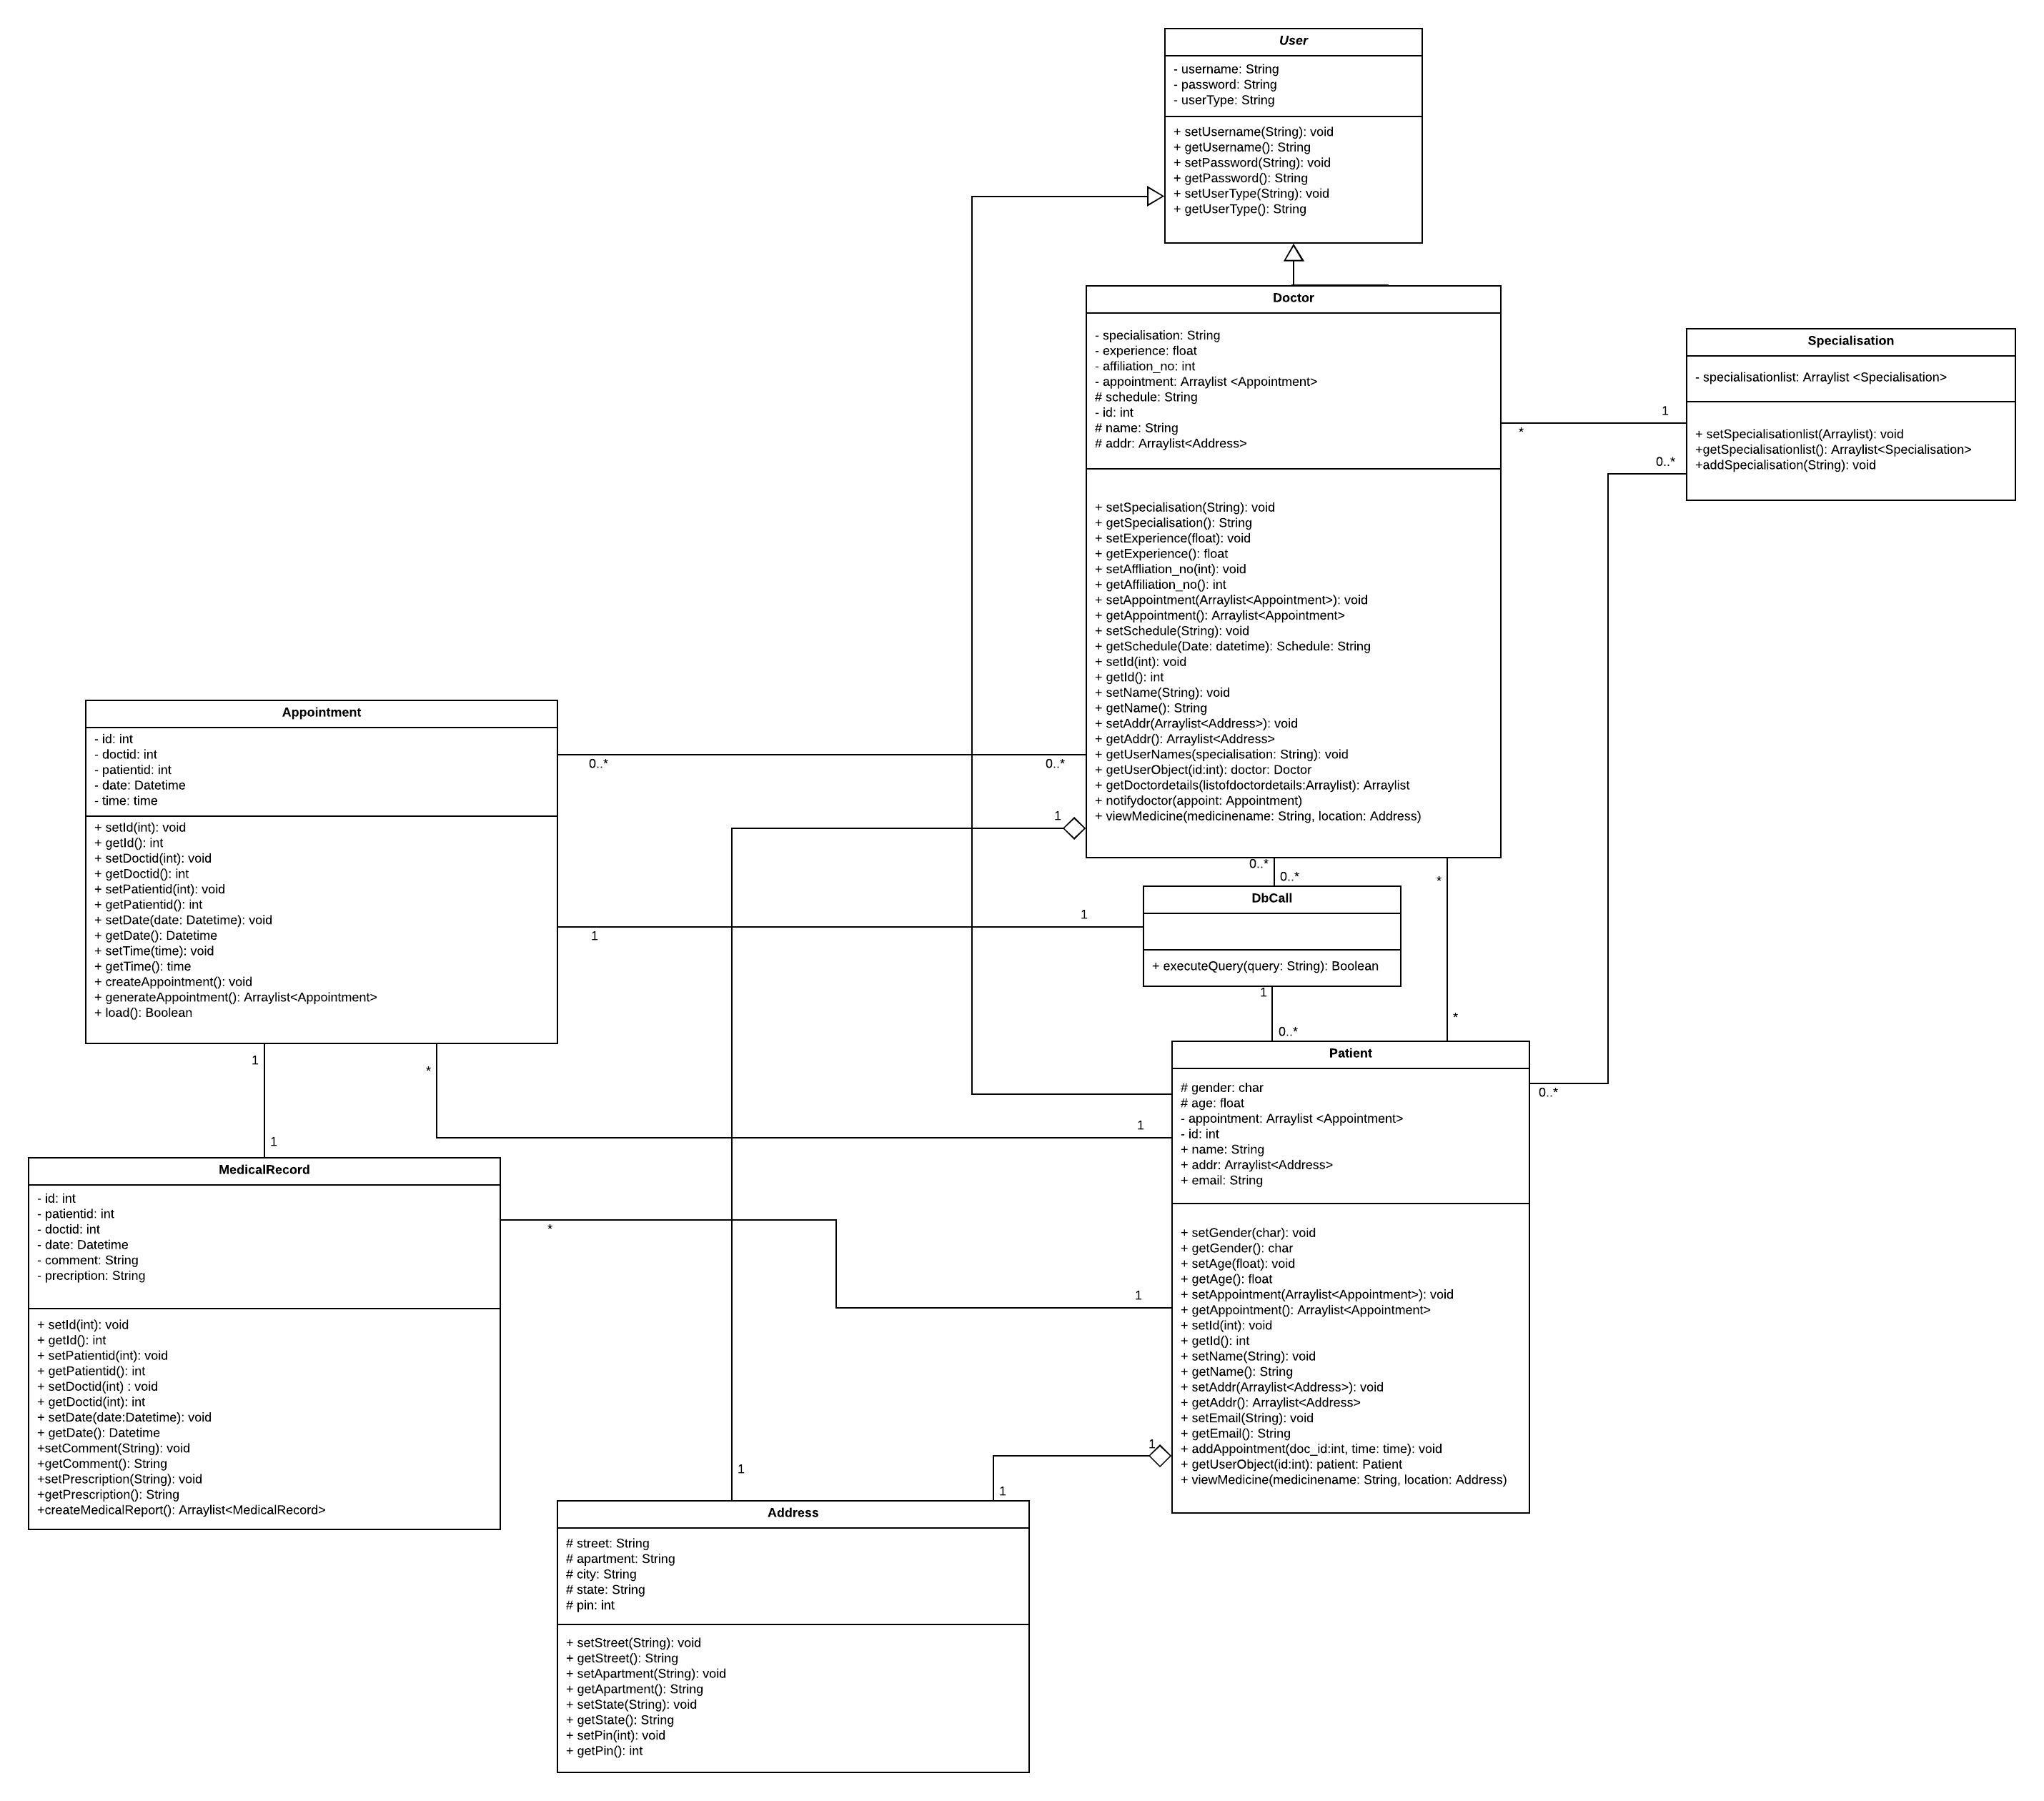 User
- username: String
- password: String
- userType: String
+ setUsername(String): void
+ getUsername(): String
+ setPassword(String): void
+ getPassword(): String
+ setUserType(String): void
+ getUserType(): String
Doctor
- specialisation: String
- experience: float
- affiliation_no: int
- appointment: Arraylist <Appointment>
# schedule: String
- id: int
# name: String
# addr: Arraylist<Address>
+ setSpecialisation(String): void
+ getSpecialisation(): String
+ setExperience(float): void
+ getExperience(): float
+ setAffliation_no(int): void
+ getAffiliation_no(): int
+ setAppointment(Arraylist<Appointment>): void
+ getAppointment(): Arraylist<Appointment>
+ setSchedule(String): void
+ getSchedule(Date: datetime): Schedule: String
+ setId(int): void
+ getId(): int
+ setName(String): void
+ getName(): String
+ setAddr(Arraylist<Address>): void
+ getAddr(): Arraylist<Address>
+ getUserNames(specialisation: String): void
+ getUserObject(id:int): doctor: Doctor
+ getDoctordetails(listofdoctordetails:Arraylist): Arraylist
+ notifydoctor(appoint: Appointment)
+ viewMedicine(medicinename: String, location: Address)
Specialisation
- specialisationlist: Arraylist <Specialisation>
+ setSpecialisationlist(Arraylist): void
+getSpecialisationlist(): Arraylist<Specialisation>
+addSpecialisation(String): void
1
*
0..*
Appointment
- id: int
- doctid: int
- patientid: int
- date: Datetime
- time: time
+ setId(int): void
+ getId(): int
+ setDoctid(int): void
+ getDoctid(): int
+ setPatientid(int): void
+ getPatientid(): int
+ setDate(date: Datetime): void
+ getDate(): Datetime
+ setTime(time): void
+ getTime(): time
+ createAppointment(): void
+ generateAppointment(): Arraylist<Appointment>
+ load(): Boolean
0..*
0..*
1
0..*
0..*
*
1
1
DbCall
+ executeQuery(query: String): Boolean
1
0..*
*
0..*
1
*
1
1
Patient
# gender: char
# age: float
- appointment: Arraylist <Appointment>
- id: int
+ name: String
+ addr: Arraylist<Address>
+ email: String
+ setGender(char): void
+ getGender(): char
+ setAge(float): void
+ getAge(): float
+ setAppointment(Arraylist<Appointment>): void
+ getAppointment(): Arraylist<Appointment>
+ setId(int): void
+ getId(): int
+ setName(String): void
+ getName(): String
+ setAddr(Arraylist<Address>): void
+ getAddr(): Arraylist<Address>
+ setEmail(String): void
+ getEmail(): String
+ addAppointment(doc_id:int, time: time): void
+ getUserObject(id:int): patient: Patient
+ viewMedicine(medicinename: String, location: Address)
MedicalRecord
- id: int
- patientid: int
- doctid: int
- date: Datetime
- comment: String
- precription: String
+ setId(int): void
+ getId(): int
+ setPatientid(int): void
+ getPatientid(): int
+ setDoctid(int) : void
+ getDoctid(int): int
+ setDate(date:Datetime): void
+ getDate(): Datetime
+setComment(String): void
+getComment(): String
+setPrescription(String): void
+getPrescription(): String
+createMedicalReport(): Arraylist<MedicalRecord>
*
1
1
1
1
Address
# street: String
# apartment: String
# city: String
# state: String
# pin: int
+ setStreet(String): void
+ getStreet(): String
+ setApartment(String): void
+ getApartment(): String
+ setState(String): void
+ getState(): String
+ setPin(int): void
+ getPin(): int